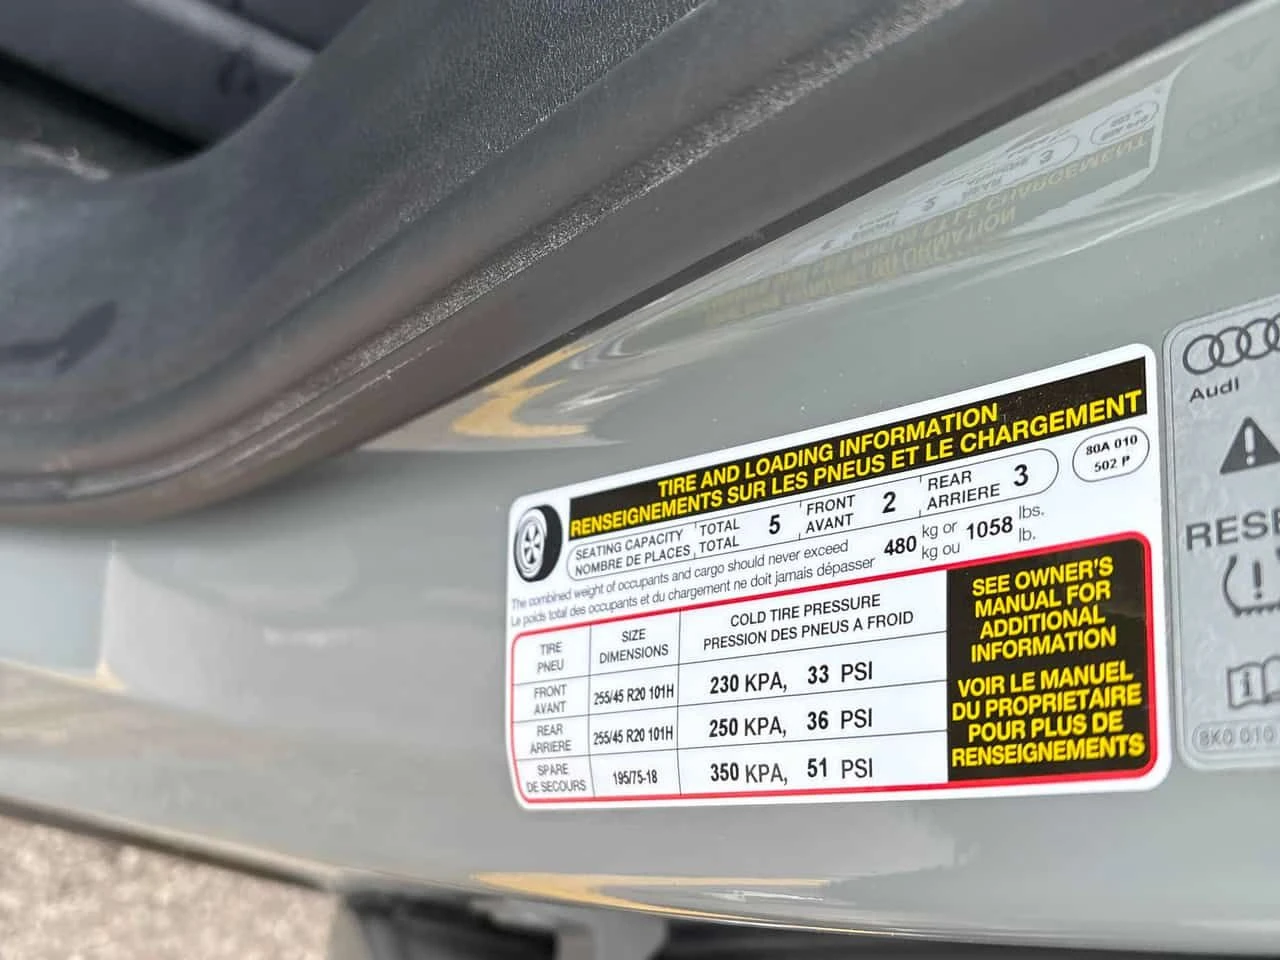 TIRE AND LOADING INFORMATION
RENSEIGNEMENTS SUR LES PNEUS ET LE CHARGEMENT
SEATING CAPACITY TOTAL 5 FRONT 2 REAR 3
NOMBRE DE PLACES TOTAL AVANT ARRIERE
80A 010
502 P
The combined weight of occupants and cargo should never exceed 480 kg or 1058 lbs.
Le poids total des occupants et du chargement ne doit jamais dépasser kg ou lb.
TIRE
PNEU
SIZE
DIMENSIONS
COLD TIRE PRESSURE
PRESSION DES PNEUS A FROID
FRONT
AVANT
255/45 R20 101H
230 KPA, 33 PSI
REAR
ARRIERE
255/45 R20 101H
250 KPA, 36 PSI
SPARE
DE SECOURS
195/75-18
350 KPA, 51 PSI
SEE OWNER'S
MANUAL FOR
ADDITIONAL
INFORMATION
VOIR LE MANUEL
DU PROPRIETAIRE
POUR PLUS DE
RENSEIGNEMENTS
Audi
RES
8K0 010